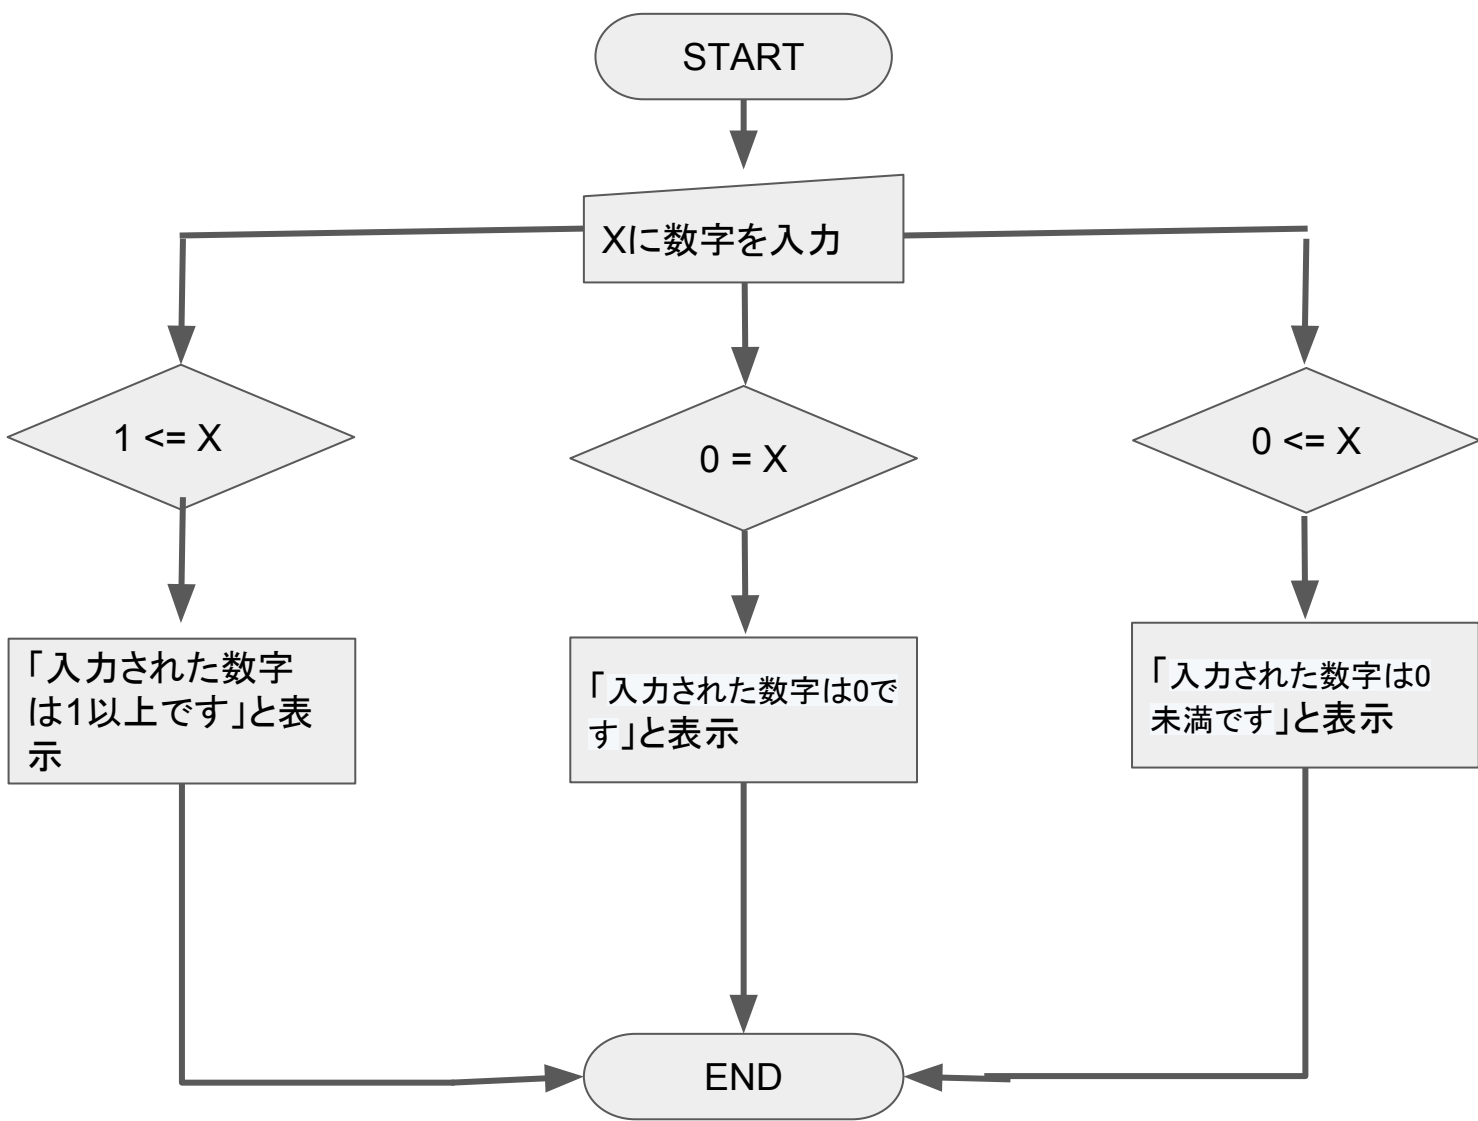 START
Xに数字を入力
1 <= X
0 = X
0 <= X
「入力された数字
は1以上です」と表
示
「入力された数字は0で
す」と表示
「入力された数字は0
未満です」と表示
END